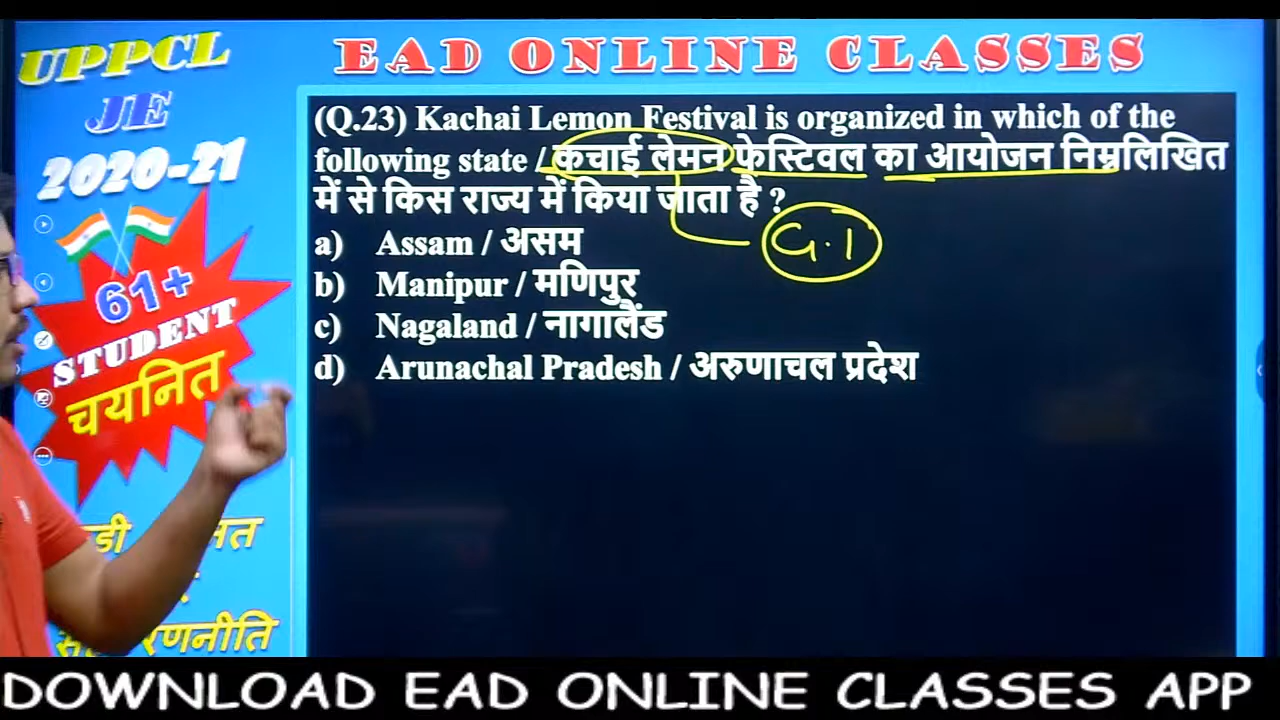 UPPCL
JE
2020-21
61+
STUDENT
चयनित
रणनीति
EAD ONLINE CLASSES
(Q.23) Kachai Lemon Festival is organized in which of the
following state / कचाई लेमन फेस्टिवल का आयोजन निम्नलिखित
में से किस राज्य में किया जाता है ?
G.I
a) Assam / असम
b) Manipur / मणिपुर
c) Nagaland / नागालैंड
d) Arunachal Pradesh / अरुणाचल प्रदेश
DOWNLOAD EAD ONLINE CLASSES APP